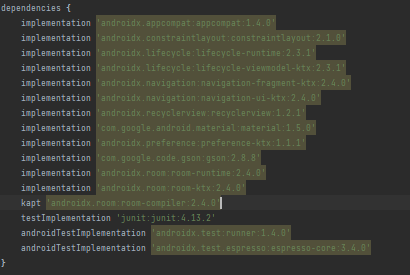 dependencies {
implementation 'androidx.appcompat:appcompat:1.4.0'
implementation 'androidx.constraintlayout:constraintlayout:2.1.0'
implementation 'androidx.lifecycle:lifecycle-runtime:2.3.1'
implementation 'androidx.lifecycle:lifecycle-viewmodel-ktx:2.3.1'
implementation 'androidx.navigation:navigation-fragment-ktx:2.4.0'
implementation 'androidx.navigation:navigation-ui-ktx:2.4.0'
implementation 'androidx.recyclerview:recyclerview:1.2.1'
implementation 'com.google.android.material:material:1.5.0'
implementation 'androidx.preference:preference-ktx:1.1.1'
implementation 'com.google.code.gson:gson:2.8.8'
implementation 'androidx.room:room-runtime:2.4.0'
implementation 'androidx.room:room-ktx:2.4.0'
kapt 'androidx.room:room-compiler:2.4.0'
testImplementation 'junit:junit:4.13.2'
androidTestImplementation 'androidx.test:runner:1.4.0'
androidTestImplementation 'androidx.test.espresso:espresso-core:3.4.0'
}